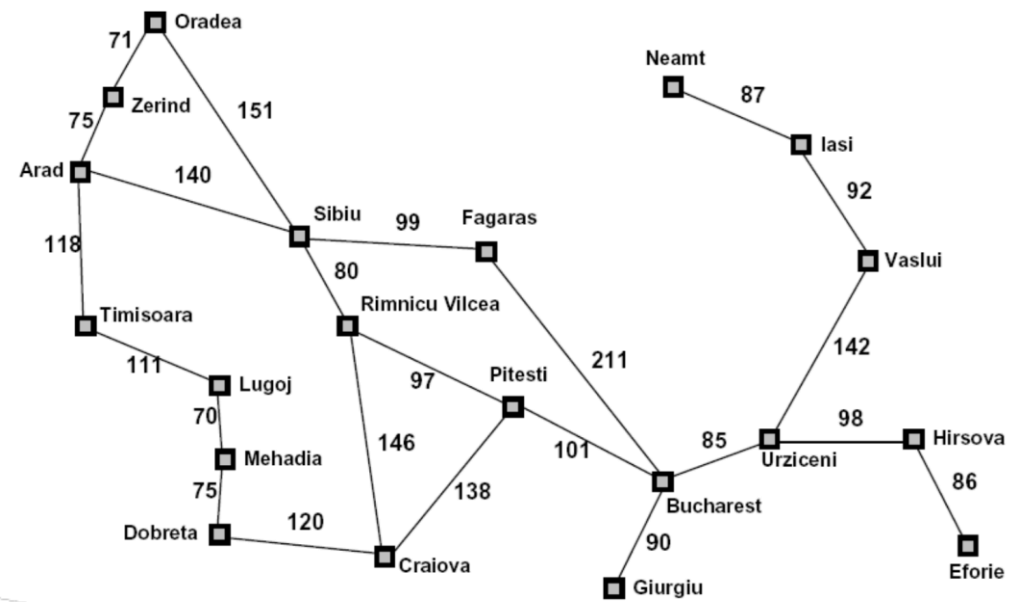 Oradea
71
Neamt
87
Zerind
151
75
Iasi
Arad
140
92
Sibiu
Fagaras
99
118
Vaslui
80
Rimnicu Vilcea
Timisoara
142
211
111
97
Pitesti
Lugoj
70
98
146
101
85
Hirsova
Mehadia
Urziceni
75
138
86
Bucharest
120
Dobreta
90
Craiova
Eforie
Giurgiu